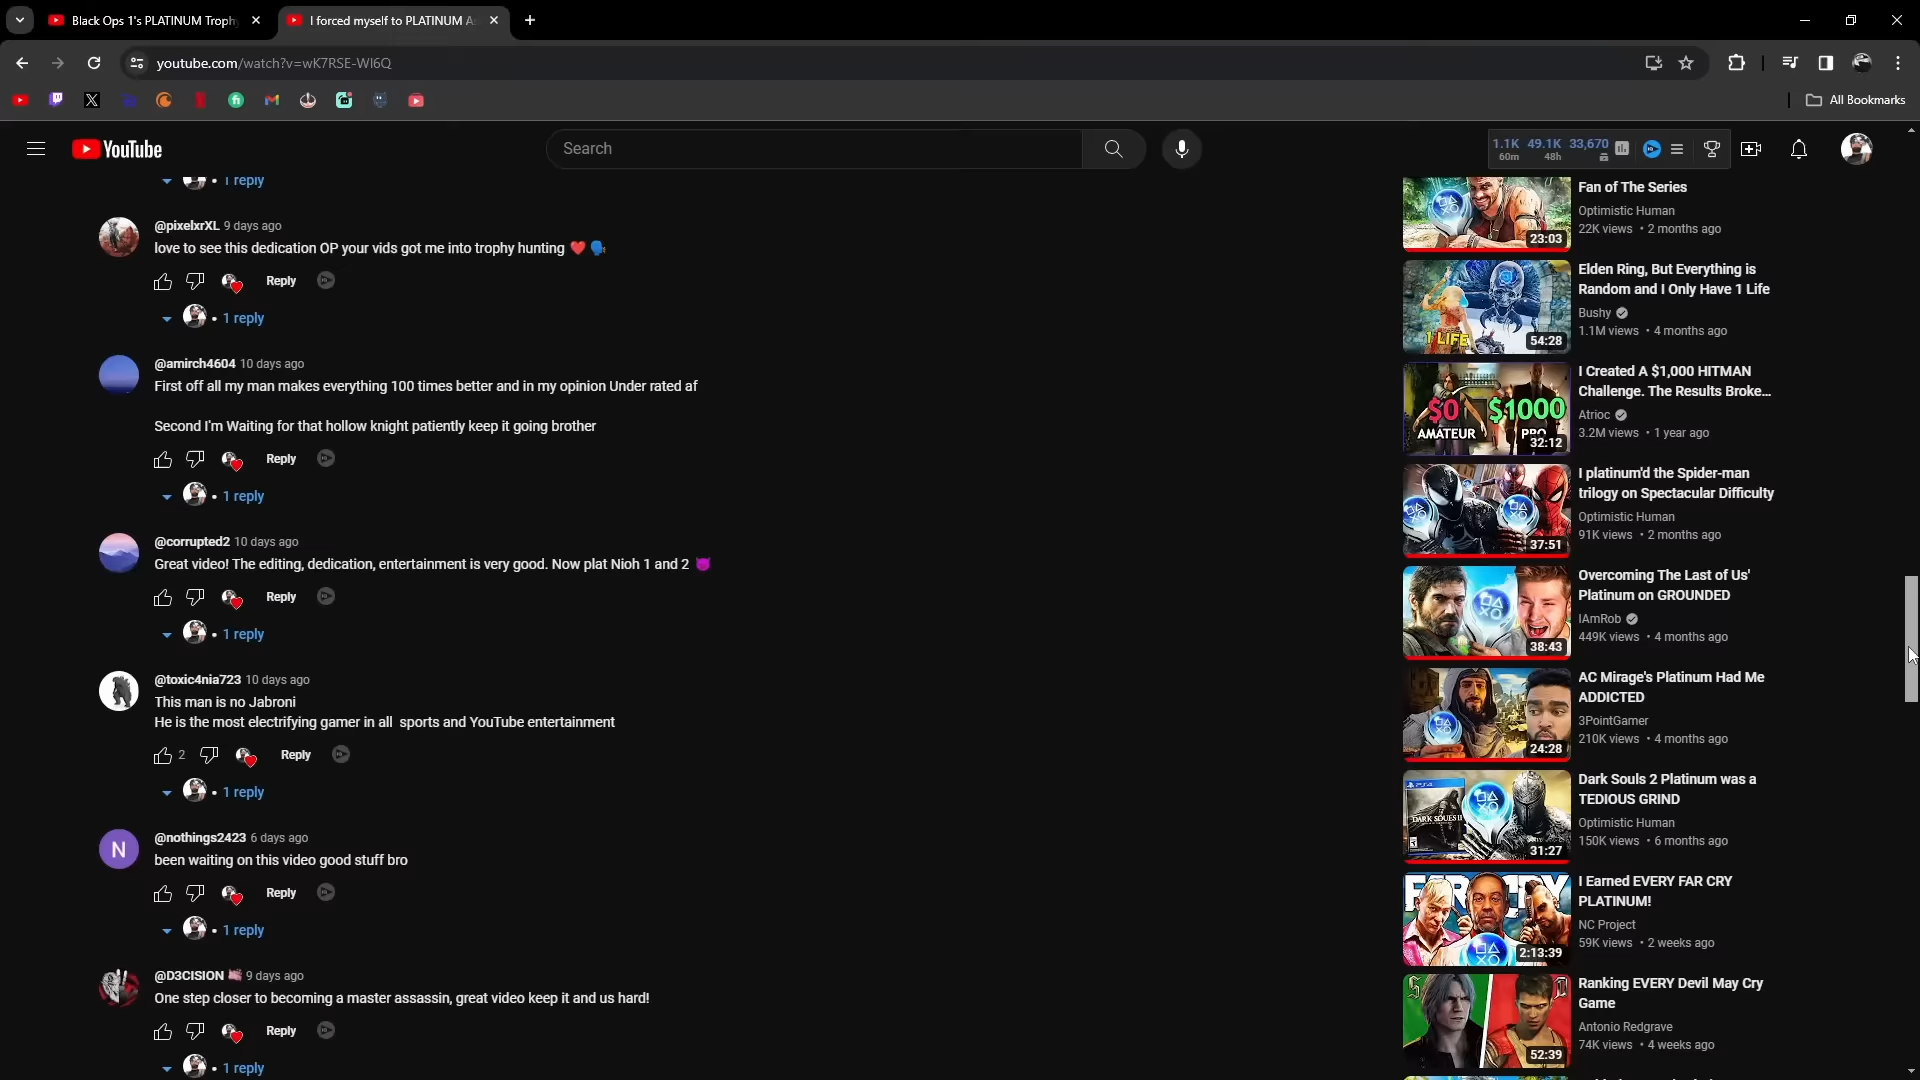 Black Ops 1's PLATINUM Troph
I forced myself to PLATINUM A
youtube.com/watch?v=wK7RSE-WI6Q
All Bookmarks
YouTube
Search
1.1K 49.1K 33,670
60m 48h
1 reply
@pixelxrXL 9 days ago
love to see this dedication OP your vids got me into trophy hunting ❤️ 🗣️
Reply
1 reply
@amirch4604 10 days ago
First off all my man makes everything 100 times better and in my opinion Under rated af
Second I'm Waiting for that hollow knight patiently keep it going brother
Reply
1 reply
@corrupted2 10 days ago
Great video! The editing, dedication, entertainment is very good. Now plat Nioh 1 and 2 😈
Reply
1 reply
@toxic4nia723 10 days ago
This man is no Jabroni
He is the most electrifying gamer in all  sports and YouTube entertainment
2 Reply
1 reply
N
@nothings2423 6 days ago
been waiting on this video good stuff bro
Reply
1 reply
@D3CISION 9 days ago
One step closer to becoming a master assassin, great video keep it and us hard!
Reply
1 reply
23:03
Fan of The Series
Optimistic Human
22K views • 2 months ago
1 LIFE
54:28
Elden Ring, But Everything is
Random and I Only Have 1 Life
Bushy
1.1M views • 4 months ago
$0 $1000
AMATEUR PRO
32:12
I Created A $1,000 HITMAN
Challenge. The Results Broke...
Atrioc
3.2M views • 1 year ago
37:51
I platinum'd the Spider-man
trilogy on Spectacular Difficulty
Optimistic Human
91K views • 2 months ago
38:43
Overcoming The Last of Us'
Platinum on GROUNDED
IAmRob
449K views • 4 months ago
24:28
AC Mirage's Platinum Had Me
ADDICTED
3PointGamer
210K views • 4 months ago
PS4
DARK SOULS II
31:27
Dark Souls 2 Platinum was a
TEDIOUS GRIND
Optimistic Human
150K views • 6 months ago
FAR CRY
2:13:39
I Earned EVERY FAR CRY
PLATINUM!
NC Project
59K views • 2 weeks ago
S D
52:39
Ranking EVERY Devil May Cry
Game
Antonio Redgrave
74K views • 4 weeks ago